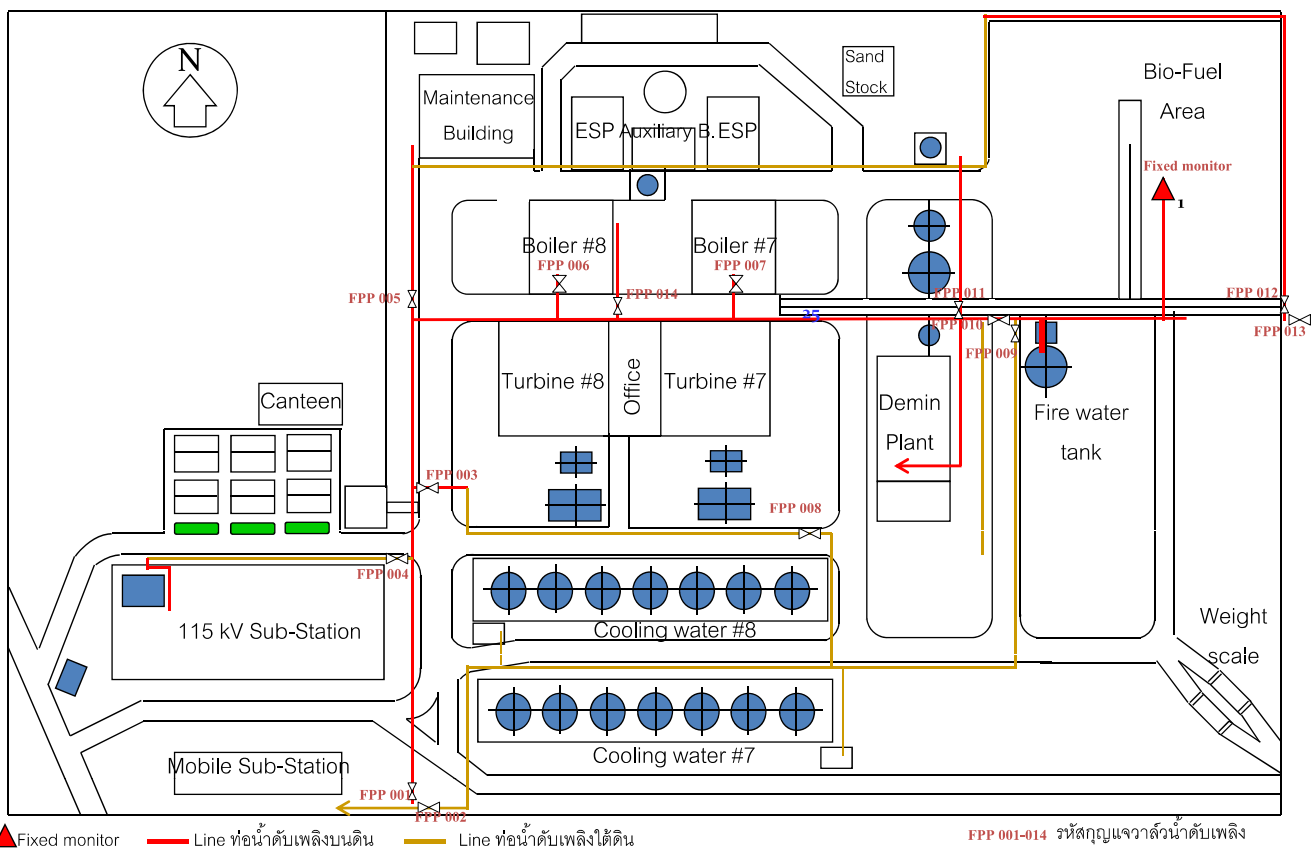 N
Sand
Stock
Bio-Fuel
Area
Maintenance
Building
ESP
Auxiliary B.
ESP
Fixed monitor
1
Boiler #8
Boiler #7
FPP 006
FPP 007
FPP 005
FPP 014
FPP 011
FPP 012
25
FPP 010
FPP 013
FPP 009
Turbine #8
Office
Turbine #7
Canteen
Demin
Plant
Fire water
tank
FPP 003
FPP 008
FPP 004
115 kV Sub-Station
Cooling water #8
Weight
scale
Cooling water #7
Mobile Sub-Station
FPP 001
FPP 002
Fixed monitor
Line ท่อน้ำดับเพลิงบนดิน
Line ท่อน้ำดับเพลิงใต้ดิน
FPP 001-014 รหัสกุญแจวาล์วน้ำดับเพลิง